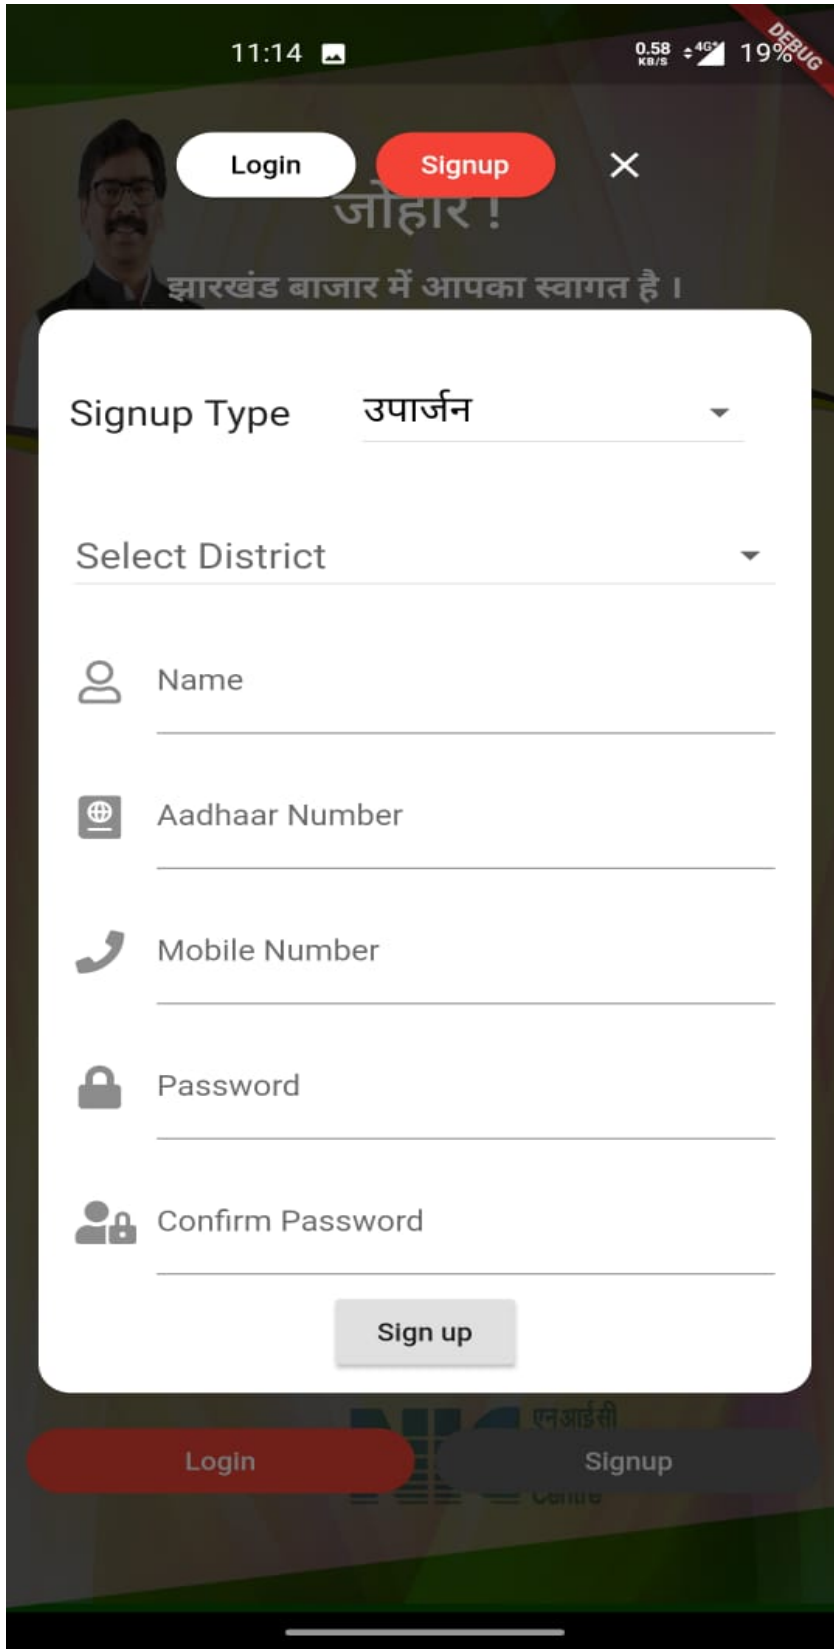 11:14
0.58
KB/S
4G+
19%
DEBUG
Login
Signup
जोहार !
झारखंड बाजार में आपका स्वागत है ।
Signup Type
उपार्जन
Select District
Name
Aadhaar Number
Mobile Number
Password
Confirm Password
Sign up
एनआईसी
Login
Signup
Centre